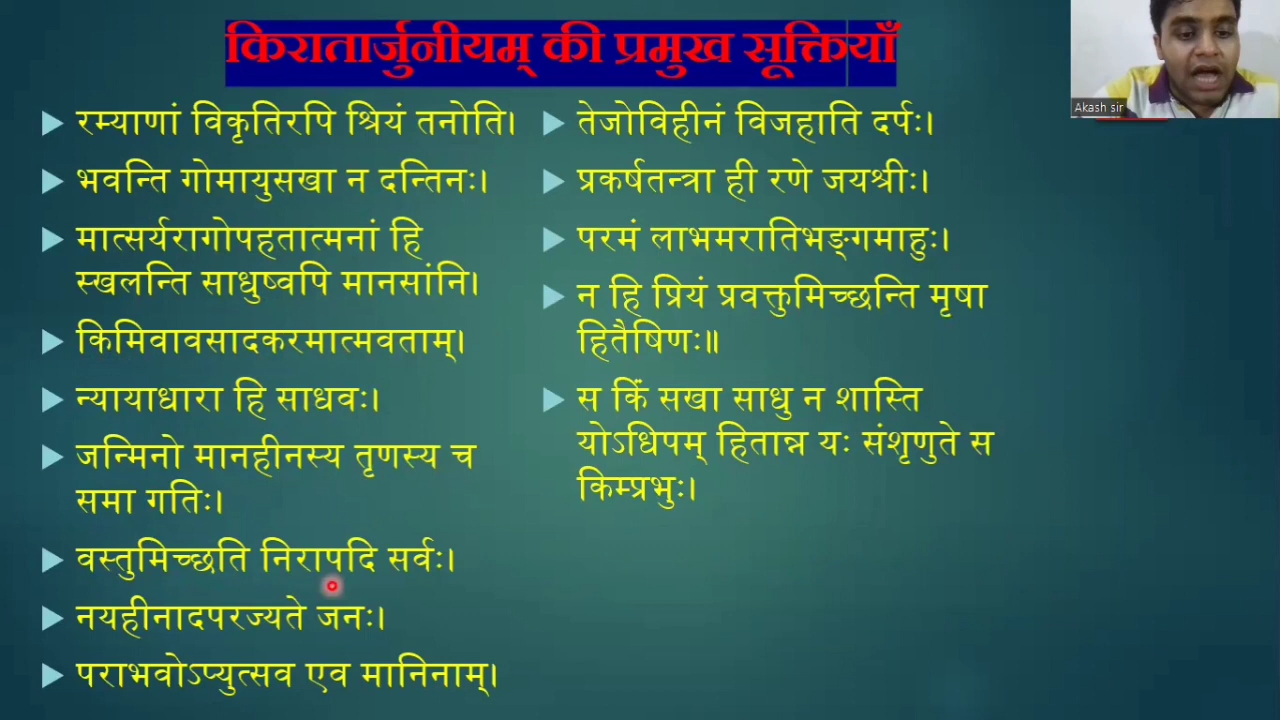 किरातार्जुनीयम् की प्रमुख सूक्तियाँ
रम्याणां विकृतिरपि श्रियं तनोति।
भवन्ति गोमायुसखा न दन्तिनः।
मात्सर्यरागोपहतात्मनां हि
स्खलन्ति साधुष्वपि मानसांनि।
किमिवावसादकरमात्मवताम्।
न्यायाधारा हि साधवः।
जन्मिनो मानहीनस्य तृणस्य च
समा गतिः।
वस्तुमिच्छति निरापदि सर्वः।
नयहीनादपरज्यते जनः।
पराभवोऽप्युत्सव एव मानिनाम्।
तेजोविहीनं विजहाति दर्पः।
प्रकर्षतन्त्रा ही रणे जयश्रीः।
परमं लाभमरातिभङ्गमाहुः।
न हि प्रियं प्रवक्तुमिच्छन्ति मृषा
हितैषिणः॥
स किं सखा साधु न शास्ति
योऽधिपम् हितान्न यः संशृणुते स
किम्प्रभुः।
Akash sir